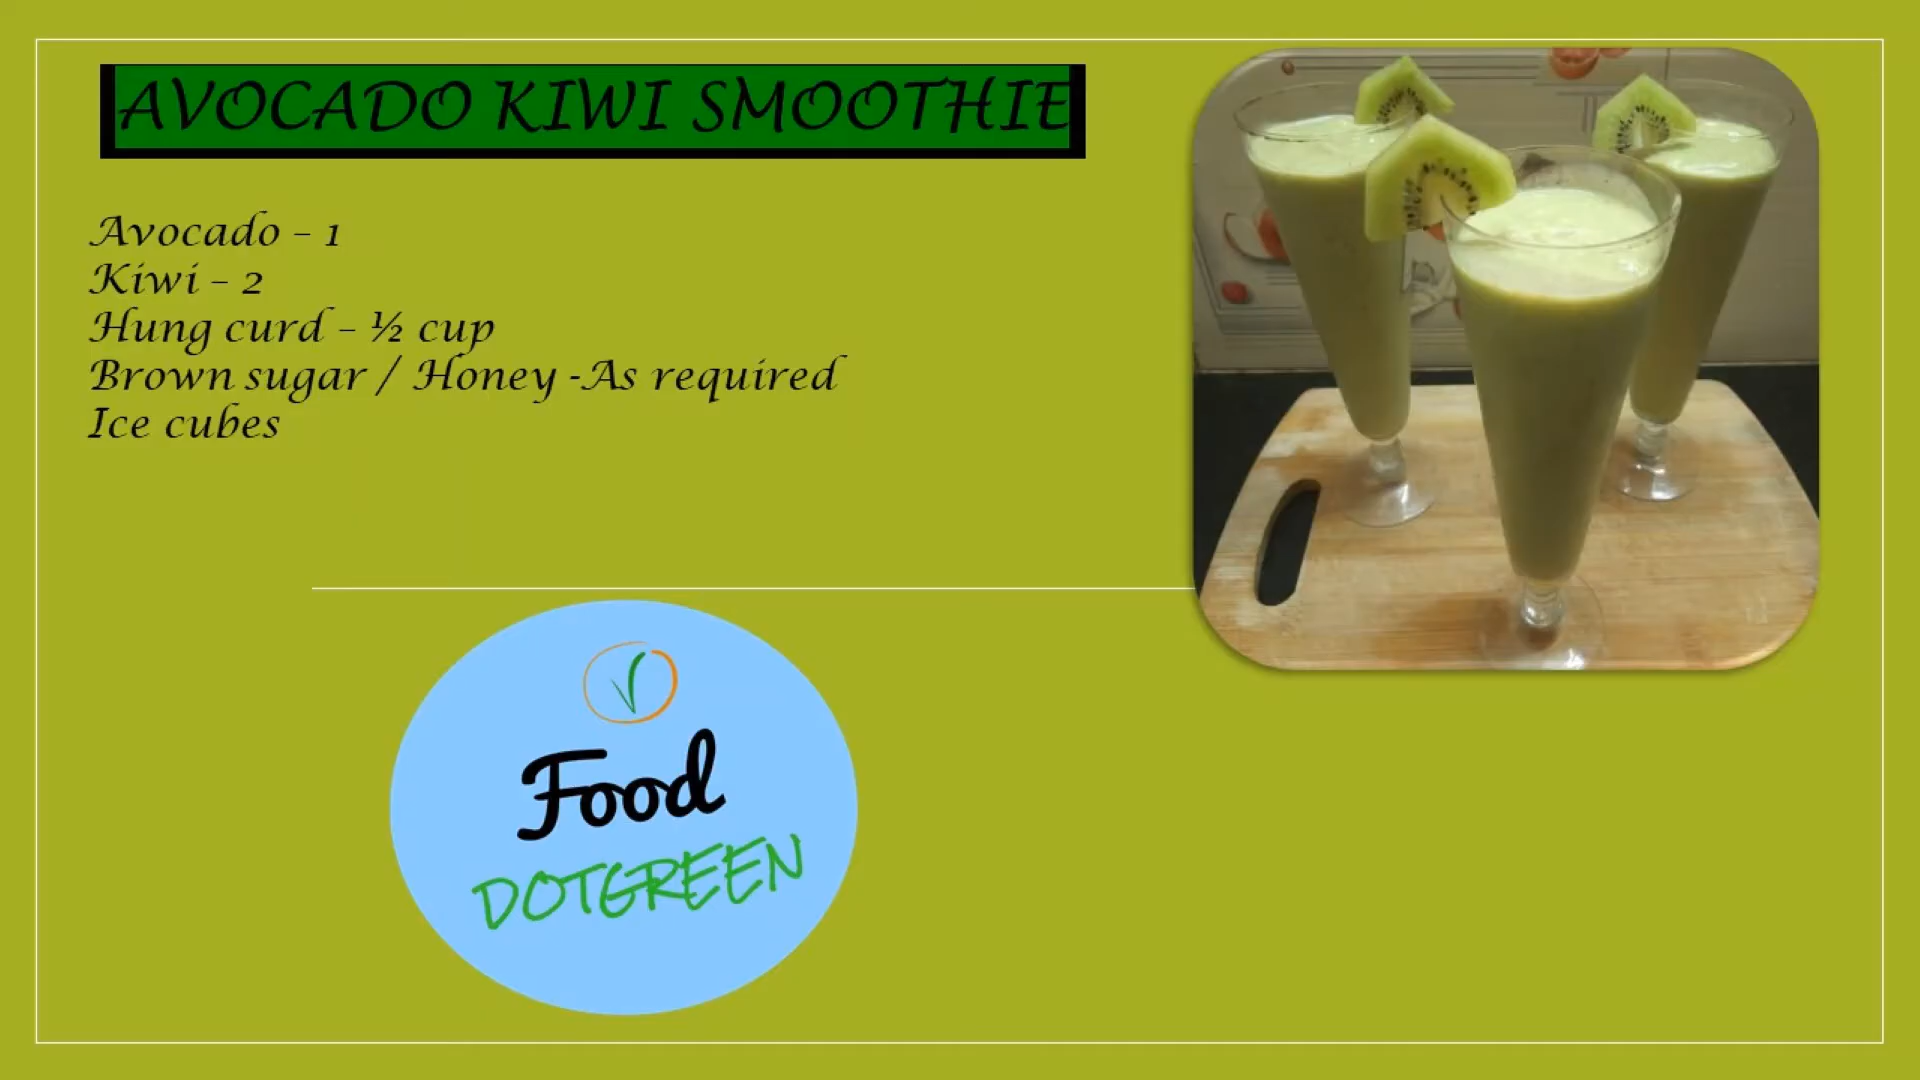 AVOCADO KIWI SMOOTHIE
Avocado – 1
Kiwi – 2
Hung curd – ½ cup
Brown sugar / Honey -As required
Ice cubes
V
Food
DOTGREEN